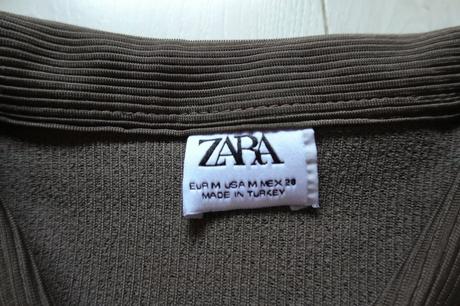 ZARA
EUR M USA M MEX 28
MADE IN TURKEY